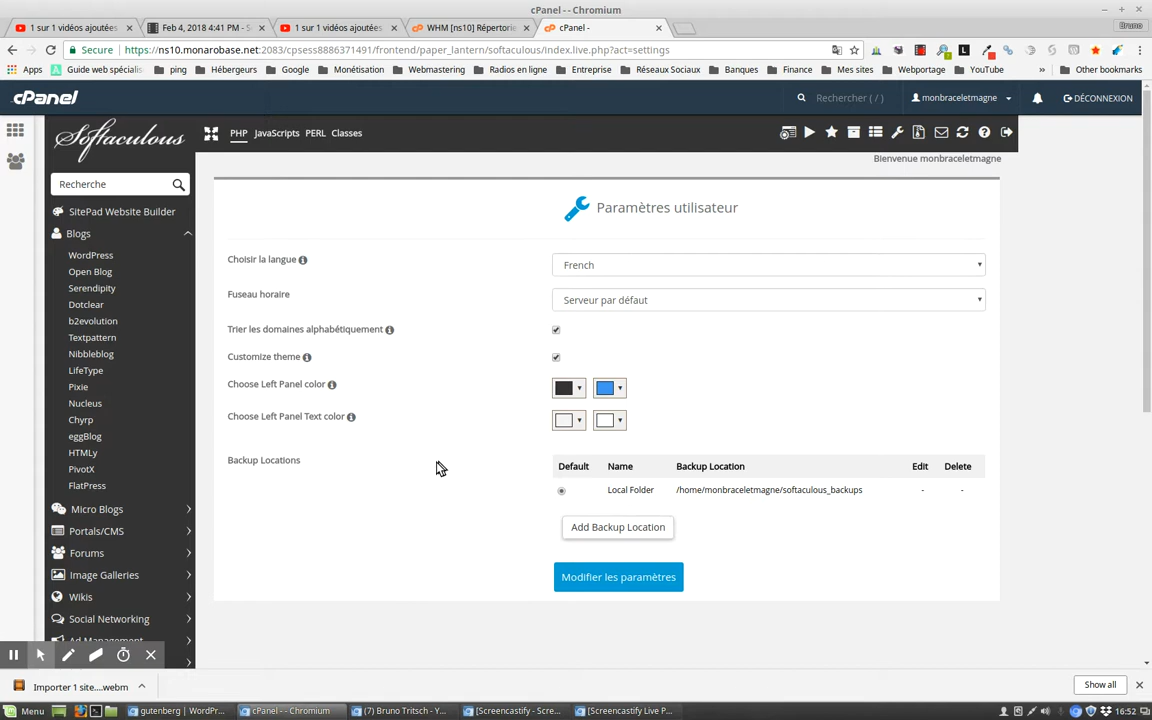 cPanel - - Chromium
1 sur 1 vidéos ajoutées
Feb 4, 2018 4:41 PM - S
1 sur 1 vidéos ajoutées
WHM [ns10] Répertoire
cPanel -
Bruno
Secure
https://ns10.monarobase.net:2083/cpsess8886371491/frontend/paper_lantern/softaculous/index.live.php?act=settings
Apps
Guide web spécialis
ping
Hébergeurs
Google
Monétisation
Webmastering
Radios en ligne
Entreprise
Réseaux Sociaux
Banques
Finance
Mes sites
Webportage
YouTube
»
Other bookmarks
cPanel
Rechercher ( / )
monbraceletmagne
DÉCONNEXION
Softaculous
PHP
JavaScripts
PERL
Classes
Bienvenue monbraceletmagne
Recherche
SitePad Website Builder
Blogs
WordPress
Open Blog
Serendipity
Dotclear
b2evolution
Textpattern
Nibbleblog
LifeType
Pixie
Nucleus
Chyrp
eggBlog
HTMLy
PivotX
FlatPress
Micro Blogs
Portals/CMS
Forums
Image Galleries
Wikis
Social Networking
Ad Management
Paramètres utilisateur
Choisir la langue
French
Fuseau horaire
Serveur par défaut
Trier les domaines alphabétiquement
Customize theme
Choose Left Panel color
Choose Left Panel Text color
Backup Locations
Default Name Backup Location Edit Delete
Local Folder /home/monbraceletmagne/softaculous_backups - -
Add Backup Location
Modifier les paramètres
Importer 1 site....webm
Show all
Menu
gutenberg | WordPr...
cPanel - - Chromium
(7) Bruno Tritsch - Y...
[Screencastify - Scre...
[Screencastify Live P...
16:52